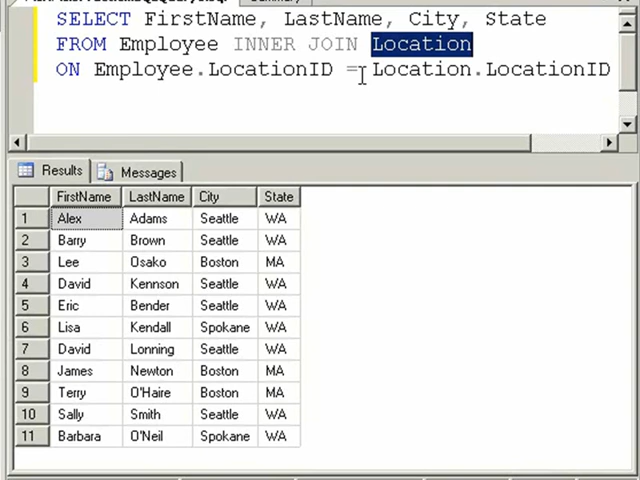 SELECT FirstName, LastName, City, State
FROM Employee INNER JOIN Location
ON Employee.LocationID = Location.LocationID
Results Messages
FirstName LastName City State
1 Alex Adams Seattle WA
2 Barry Brown Seattle WA
3 Lee Osako Boston MA
4 David Kennson Seattle WA
5 Eric Bender Seattle WA
6 Lisa Kendall Spokane WA
7 David Lonning Seattle WA
8 James Newton Boston MA
9 Terry O'Haire Boston MA
10 Sally Smith Seattle WA
11 Barbara O'Neil Spokane WA